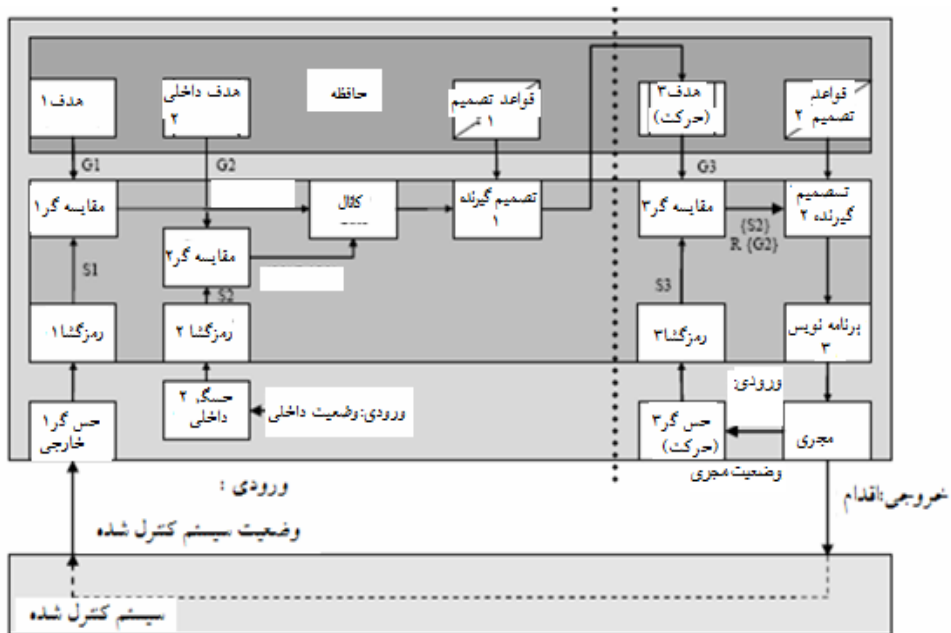 هدف۱
هدف داخلی
۲
حافظه
قواعد تصمیم
۱
هدف۳
(حرکت)
قواعد
تصمیم ۲
G1
G2
G3
مقایسه گر۱
کانال
تصمیم گیرنده
۱
مقایسه گر۳
تسصمیم
گیرنده ۲
{S2}
R {G2}
مقایسه گر۲
S1
S2
S3
رمزگشا۱
رمزگشا ۲
رمزگشا۳
برنامه نویس
۳
حس گر۱
خارجی
حسگر ۲
داخلی
ورودی:وضعیت داخلی
ورودی:
حس گر۳
(حرکت)
مجری
وضعیت مجری
ورودی :
وضعیت سیستم کنترل شده
خروجی:اقدام
سیستم کنترل شده